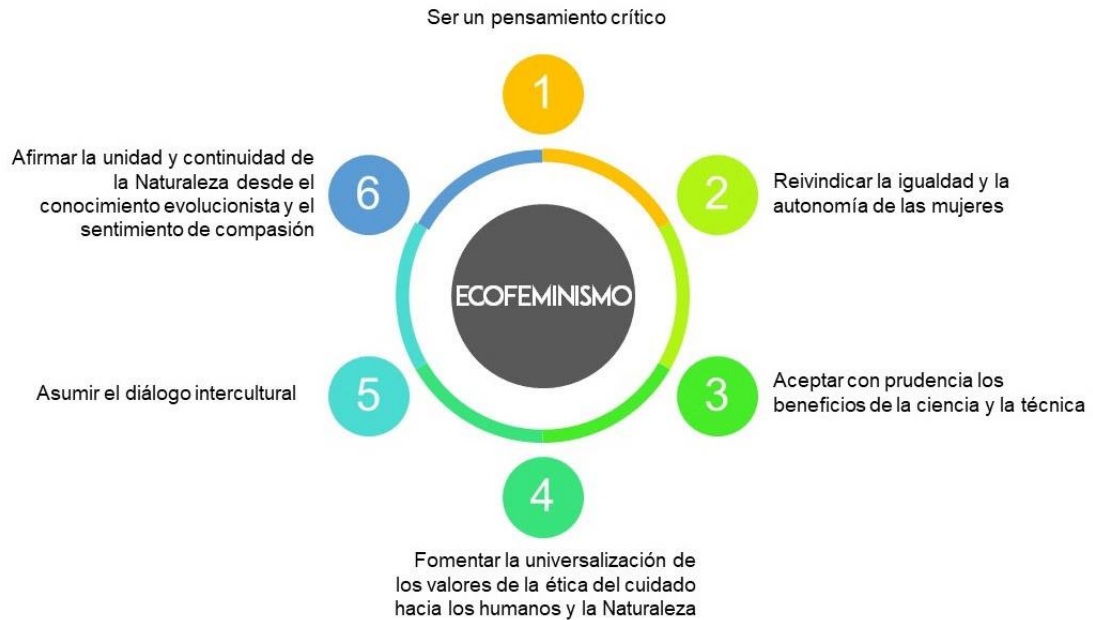 Ser un pensamiento crítico
1
2
Reivindicar la igualdad y la
autonomía de las mujeres
3
Aceptar con prudencia los
beneficios de la ciencia y la técnica
4
Fomentar la universalización de
los valores de la ética del cuidado
hacia los humanos y la Naturaleza
5
Asumir el diálogo intercultural
6
Afirmar la unidad y continuidad de
la Naturaleza desde el
conocimiento evolucionista y el
sentimiento de compasión
ECOFEMINISMO